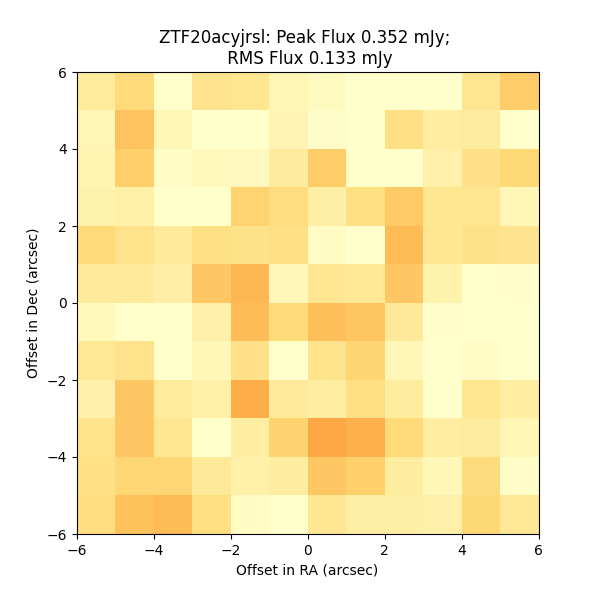 ZTF20acyjrsl: Peak Flux 0.352 mJy;
RMS Flux 0.133 mJy
6
4
2
0
−2
−4
−6
Offset in Dec (arcsec)
−6 −4 −2 0 2 4 6
Offset in RA (arcsec)